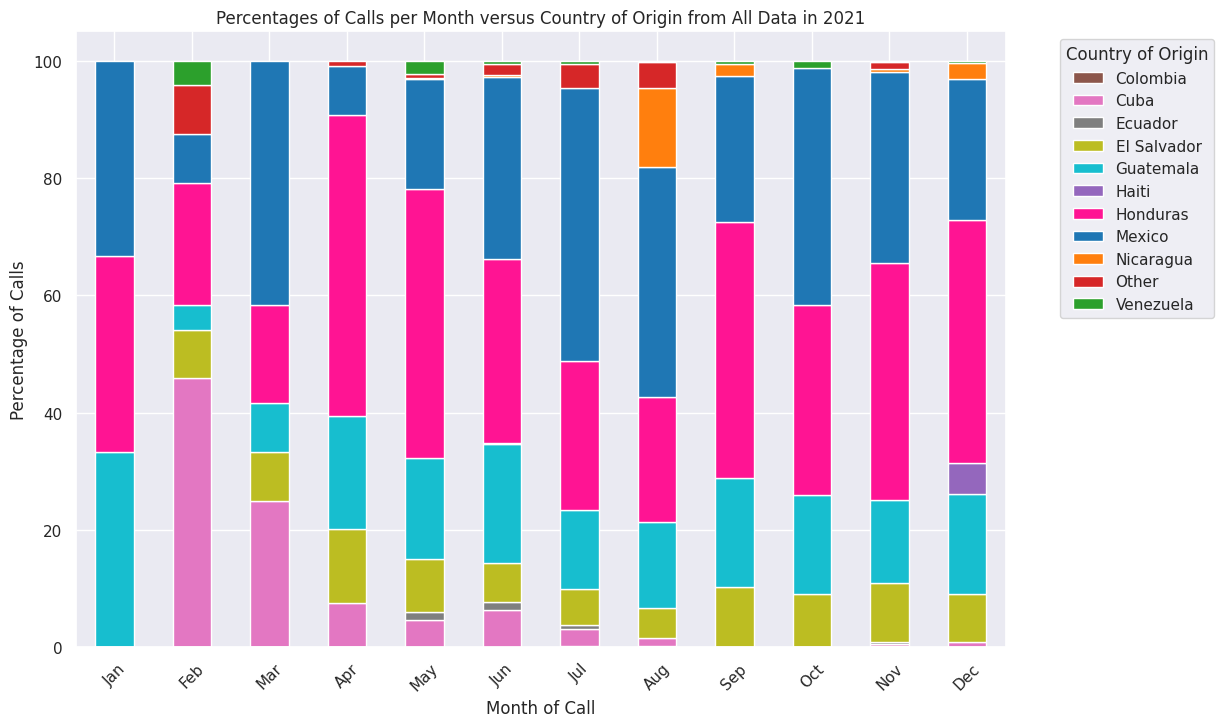 Percentages of Calls per Month versus Country of Origin from All Data in 2021
100
80
60
40
20
0
Percentage of Calls
Jan
Feb
Mar
Apr
May
Jun
Jul
Aug
Sep
Oct
Nov
Dec
Month of Call
Country of Origin
Colombia
Cuba
Ecuador
El Salvador
Guatemala
Haiti
Honduras
Mexico
Nicaragua
Other
Venezuela